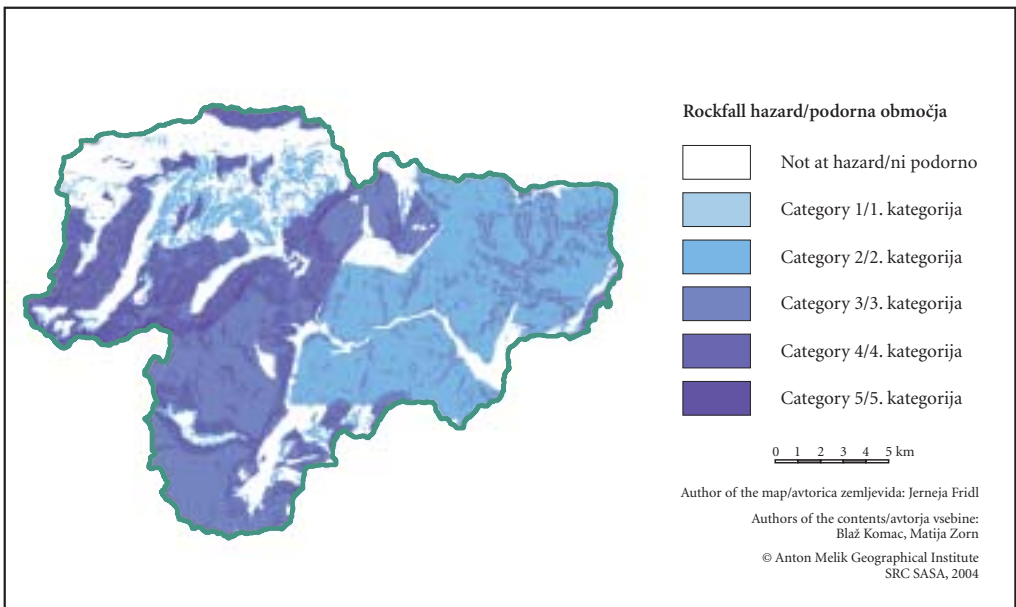 Rockfall hazard/podorna območja
Not at hazard/ni podorno
Category 1/1. kategorija
Category 2/2. kategorija
Category 3/3. kategorija
Category 4/4. kategorija
Category 5/5. kategorija
0 1 2 3 4 5 km
Author of the map/avtorica zemljevida: Jerneja Fridl
Authors of the contents/avtorja vsebine:
Blaž Komac, Matija Zorn
© Anton Melik Geographical Institute
SRC SASA, 2004